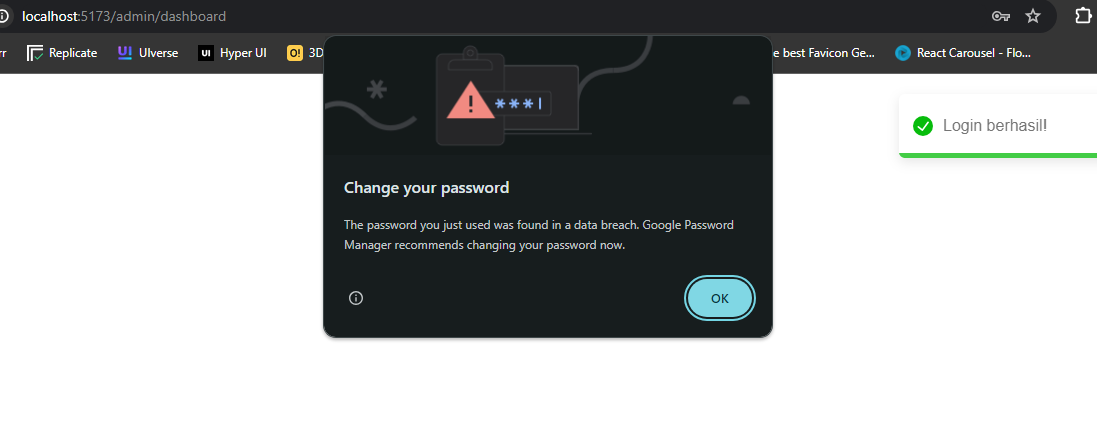 localhost:5173/admin/dashboard
rr Replicate UIverse UI Hyper UI O! 3D e best Favicon Ge... React Carousel - Flo...
***|
Login berhasil!
Change your password
The password you just used was found in a data breach. Google Password
Manager recommends changing your password now.
OK